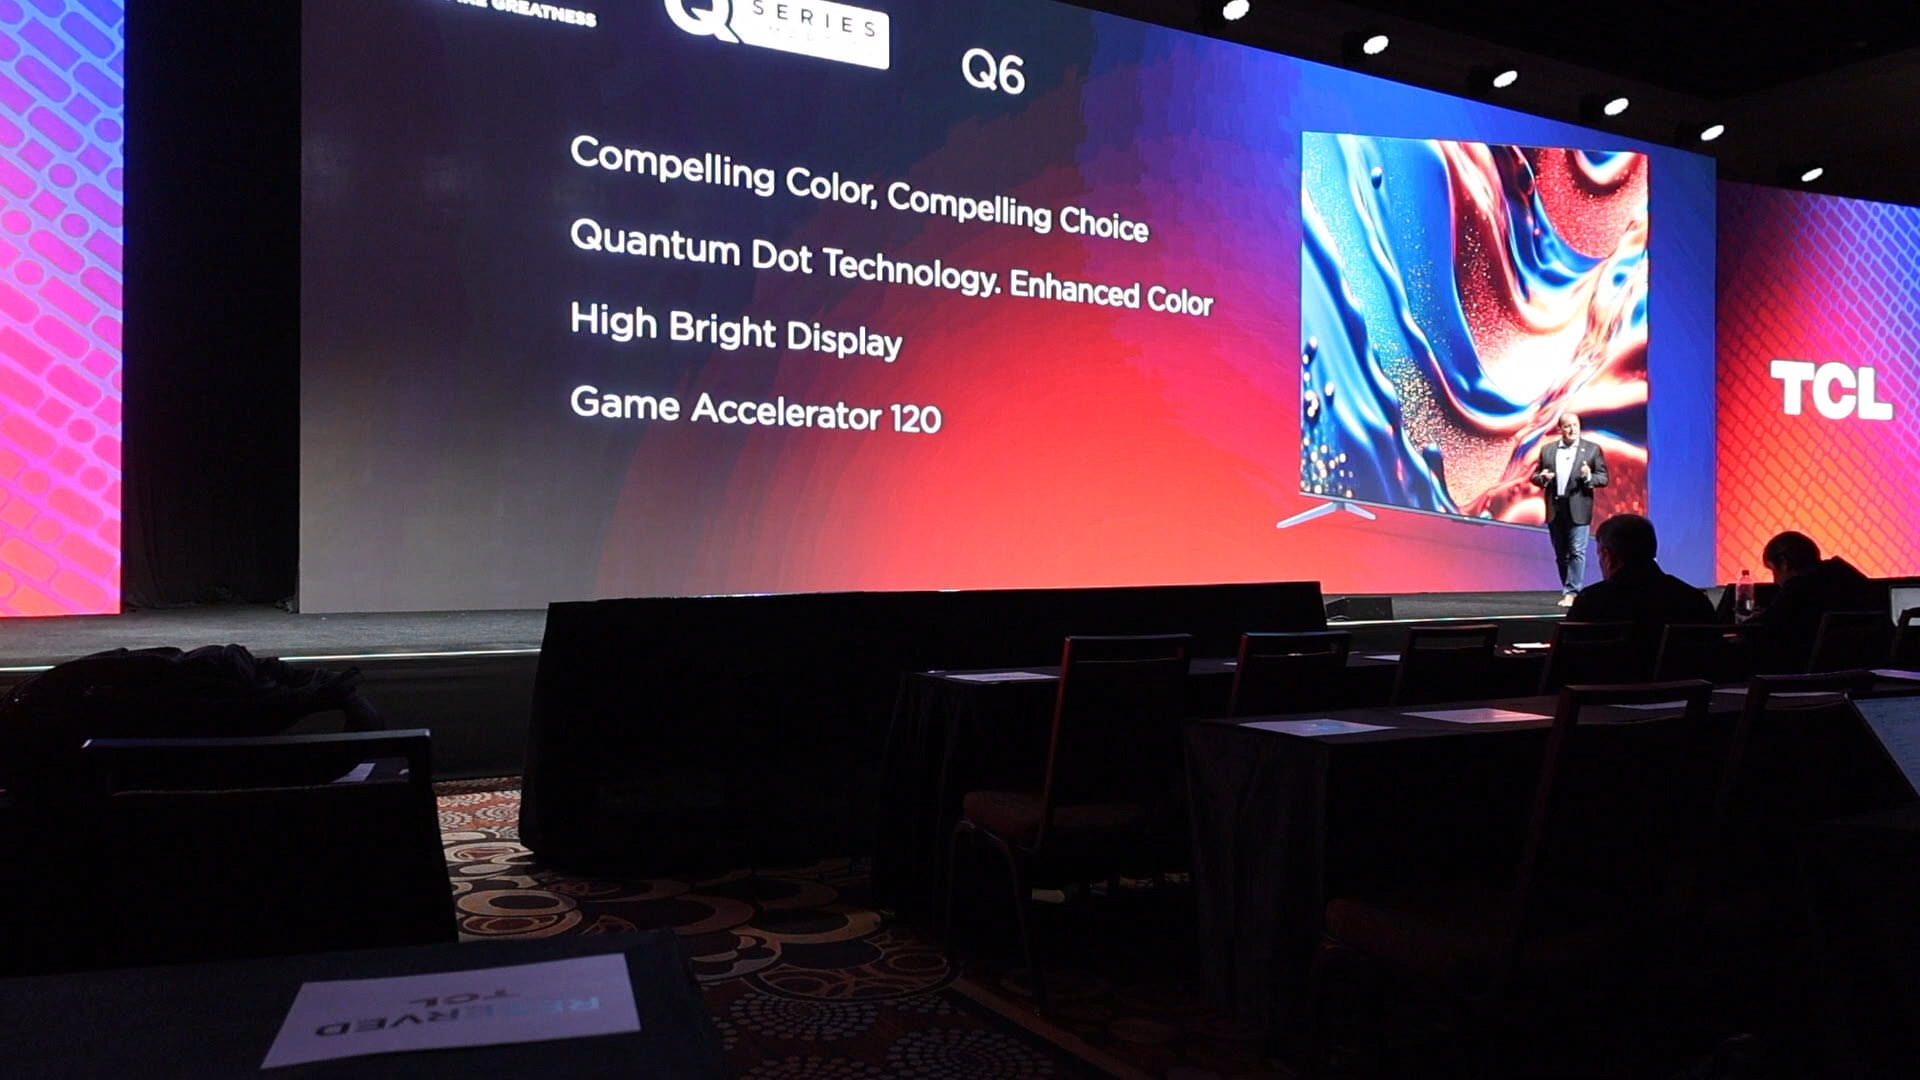 GREATNESS
Q SERIES
Q6
Compelling Color, Compelling Choice
Quantum Dot Technology. Enhanced Color
High Bright Display
Game Accelerator 120
TCL
RESERVED
TCL